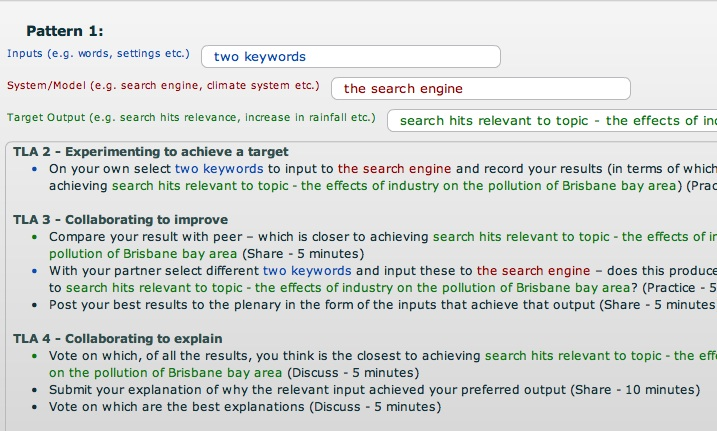 Pattern 1:
Inputs (e.g. words, settings etc.) two keywords
System/Model (e.g. search engine, climate system etc.) the search engine
Target Output (e.g. search hits relevance, increase in rainfall etc.) search hits relevant to topic - the effects of ind
TLA 2 - Experimenting to achieve a target
• On your own select two keywords to input to the search engine and record your results (in terms of which
achieving search hits relevant to topic - the effects of industry on the pollution of Brisbane bay area) (Prac
TLA 3 - Collaborating to improve
• Compare your result with peer – which is closer to achieving search hits relevant to topic - the effects of in
pollution of Brisbane bay area (Share - 5 minutes)
• With your partner select different two keywords and input these to the search engine – does this produce
to search hits relevant to topic - the effects of industry on the pollution of Brisbane bay area? (Practice - 5
• Post your best results to the plenary in the form of the inputs that achieve that output (Share - 5 minutes
TLA 4 - Collaborating to explain
• Vote on which, of all the results, you think is the closest to achieving search hits relevant to topic - the eff
on the pollution of Brisbane bay area (Discuss - 5 minutes)
• Submit your explanation of why the relevant input achieved your preferred output (Share - 10 minutes)
• Vote on which are the best explanations (Discuss - 5 minutes)